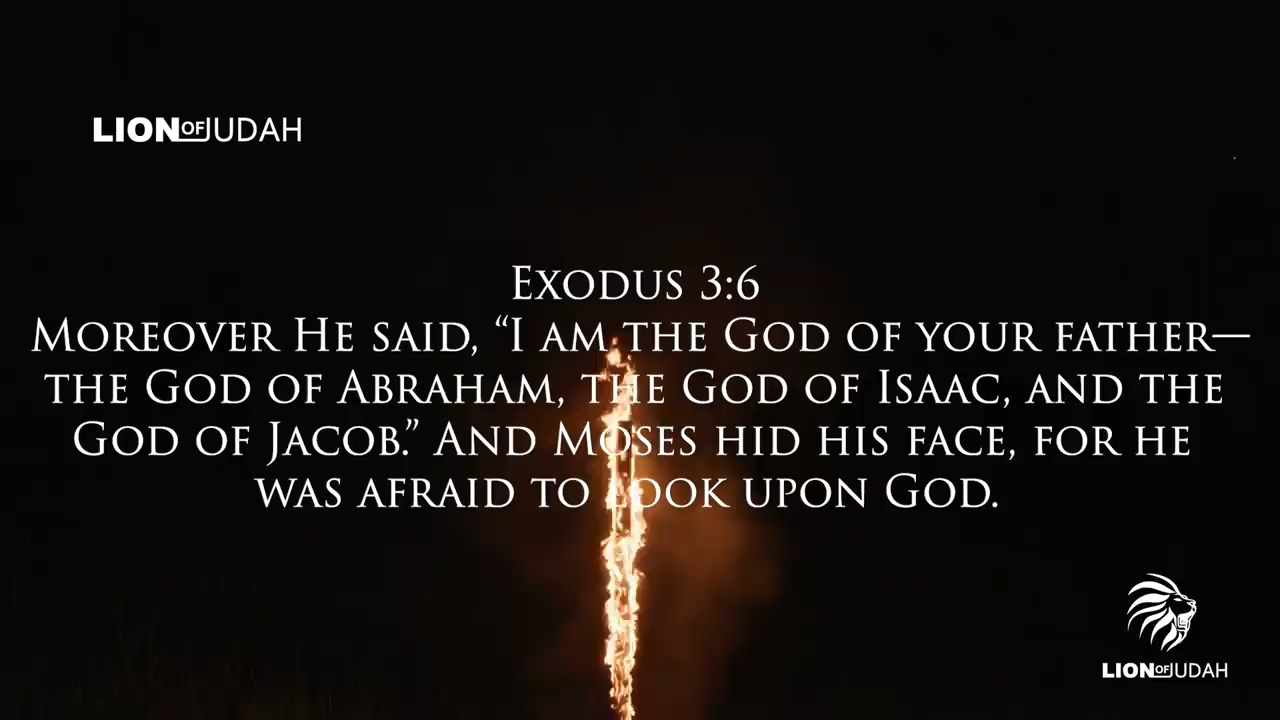 LION OF JUDAH
Exodus 3:6
Moreover He said, “I am the God of your father—
the God of Abraham, the God of Isaac, and the
God of Jacob.” And Moses hid his face, for he
was afraid to look upon God.
LION OF JUDAH